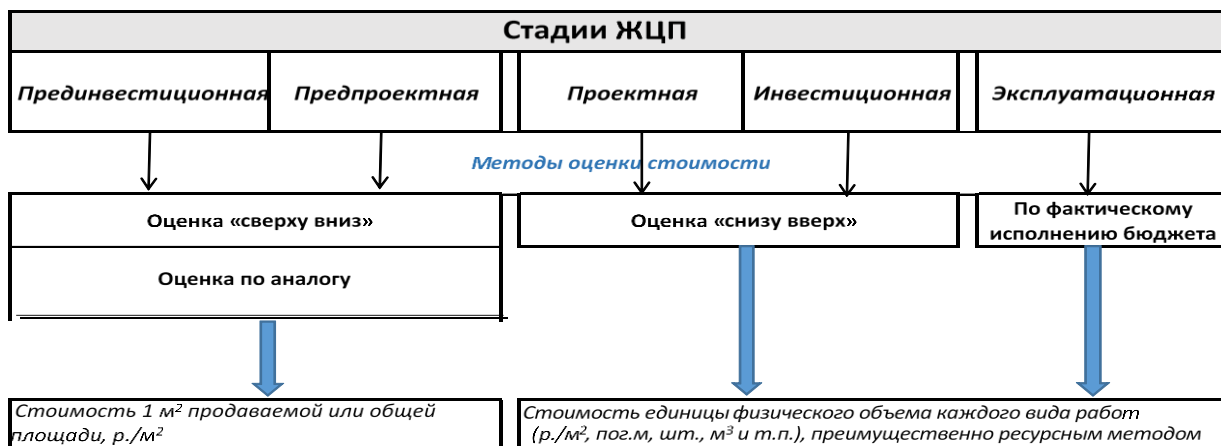 Стадии ЖЦП
Прединвестиционная Предпроектная Проектная Инвестиционная Эксплуатационная
Методы оценки стоимости
Оценка «сверху вниз»
Оценка «снизу вверх»
По фактическому
исполнению бюджета
Оценка по аналогу
Стоимость 1 м² продаваемой или общей
площади, р./м²
Стоимость единицы физического объема каждого вида работ
(р./м², пог.м, шт., м³ и т.п.), преимущественно ресурсным методом